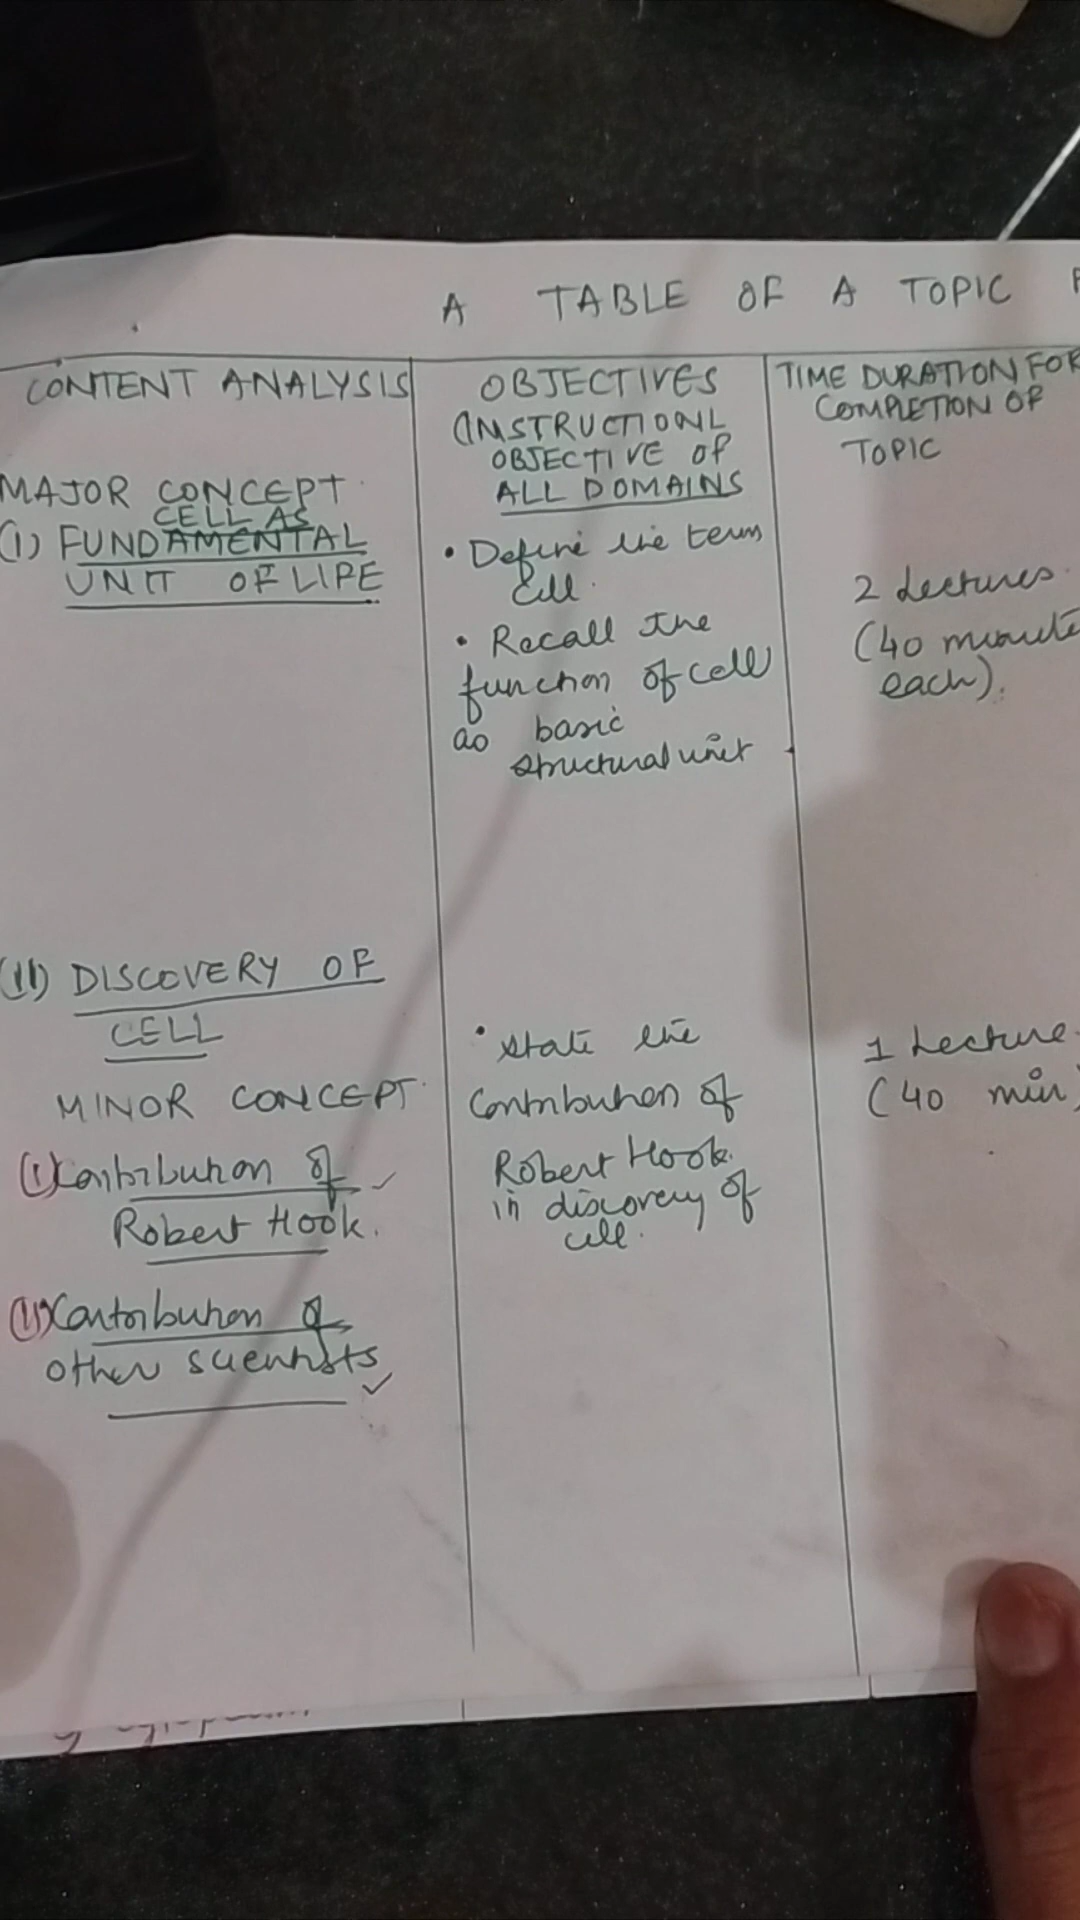 A TABLE OF A TOPIC
CONTENT ANALYSIS
MAJOR CONCEPT
CELL AS
(I) FUNDAMENTAL
UNIT OF LIFE
(II) DISCOVERY OF
CELL
MINOR CONCEPT
(I) Contribution of
Robert Hook.
(II) Contribution of
other scientists
OBJECTIVES
(INSTRUCTIONL
OBJECTIVE OF
ALL DOMAINS
• Define the term
Cell.
• Recall the
function of cell
as basic
structural unit
• State the
Contribution of
Robert Hook.
in discovery of
cell.
TIME DURATION FOR
COMPLETION OF
TOPIC
2 Lectures.
(40 minute
each).
1 Lecture
(40 min)